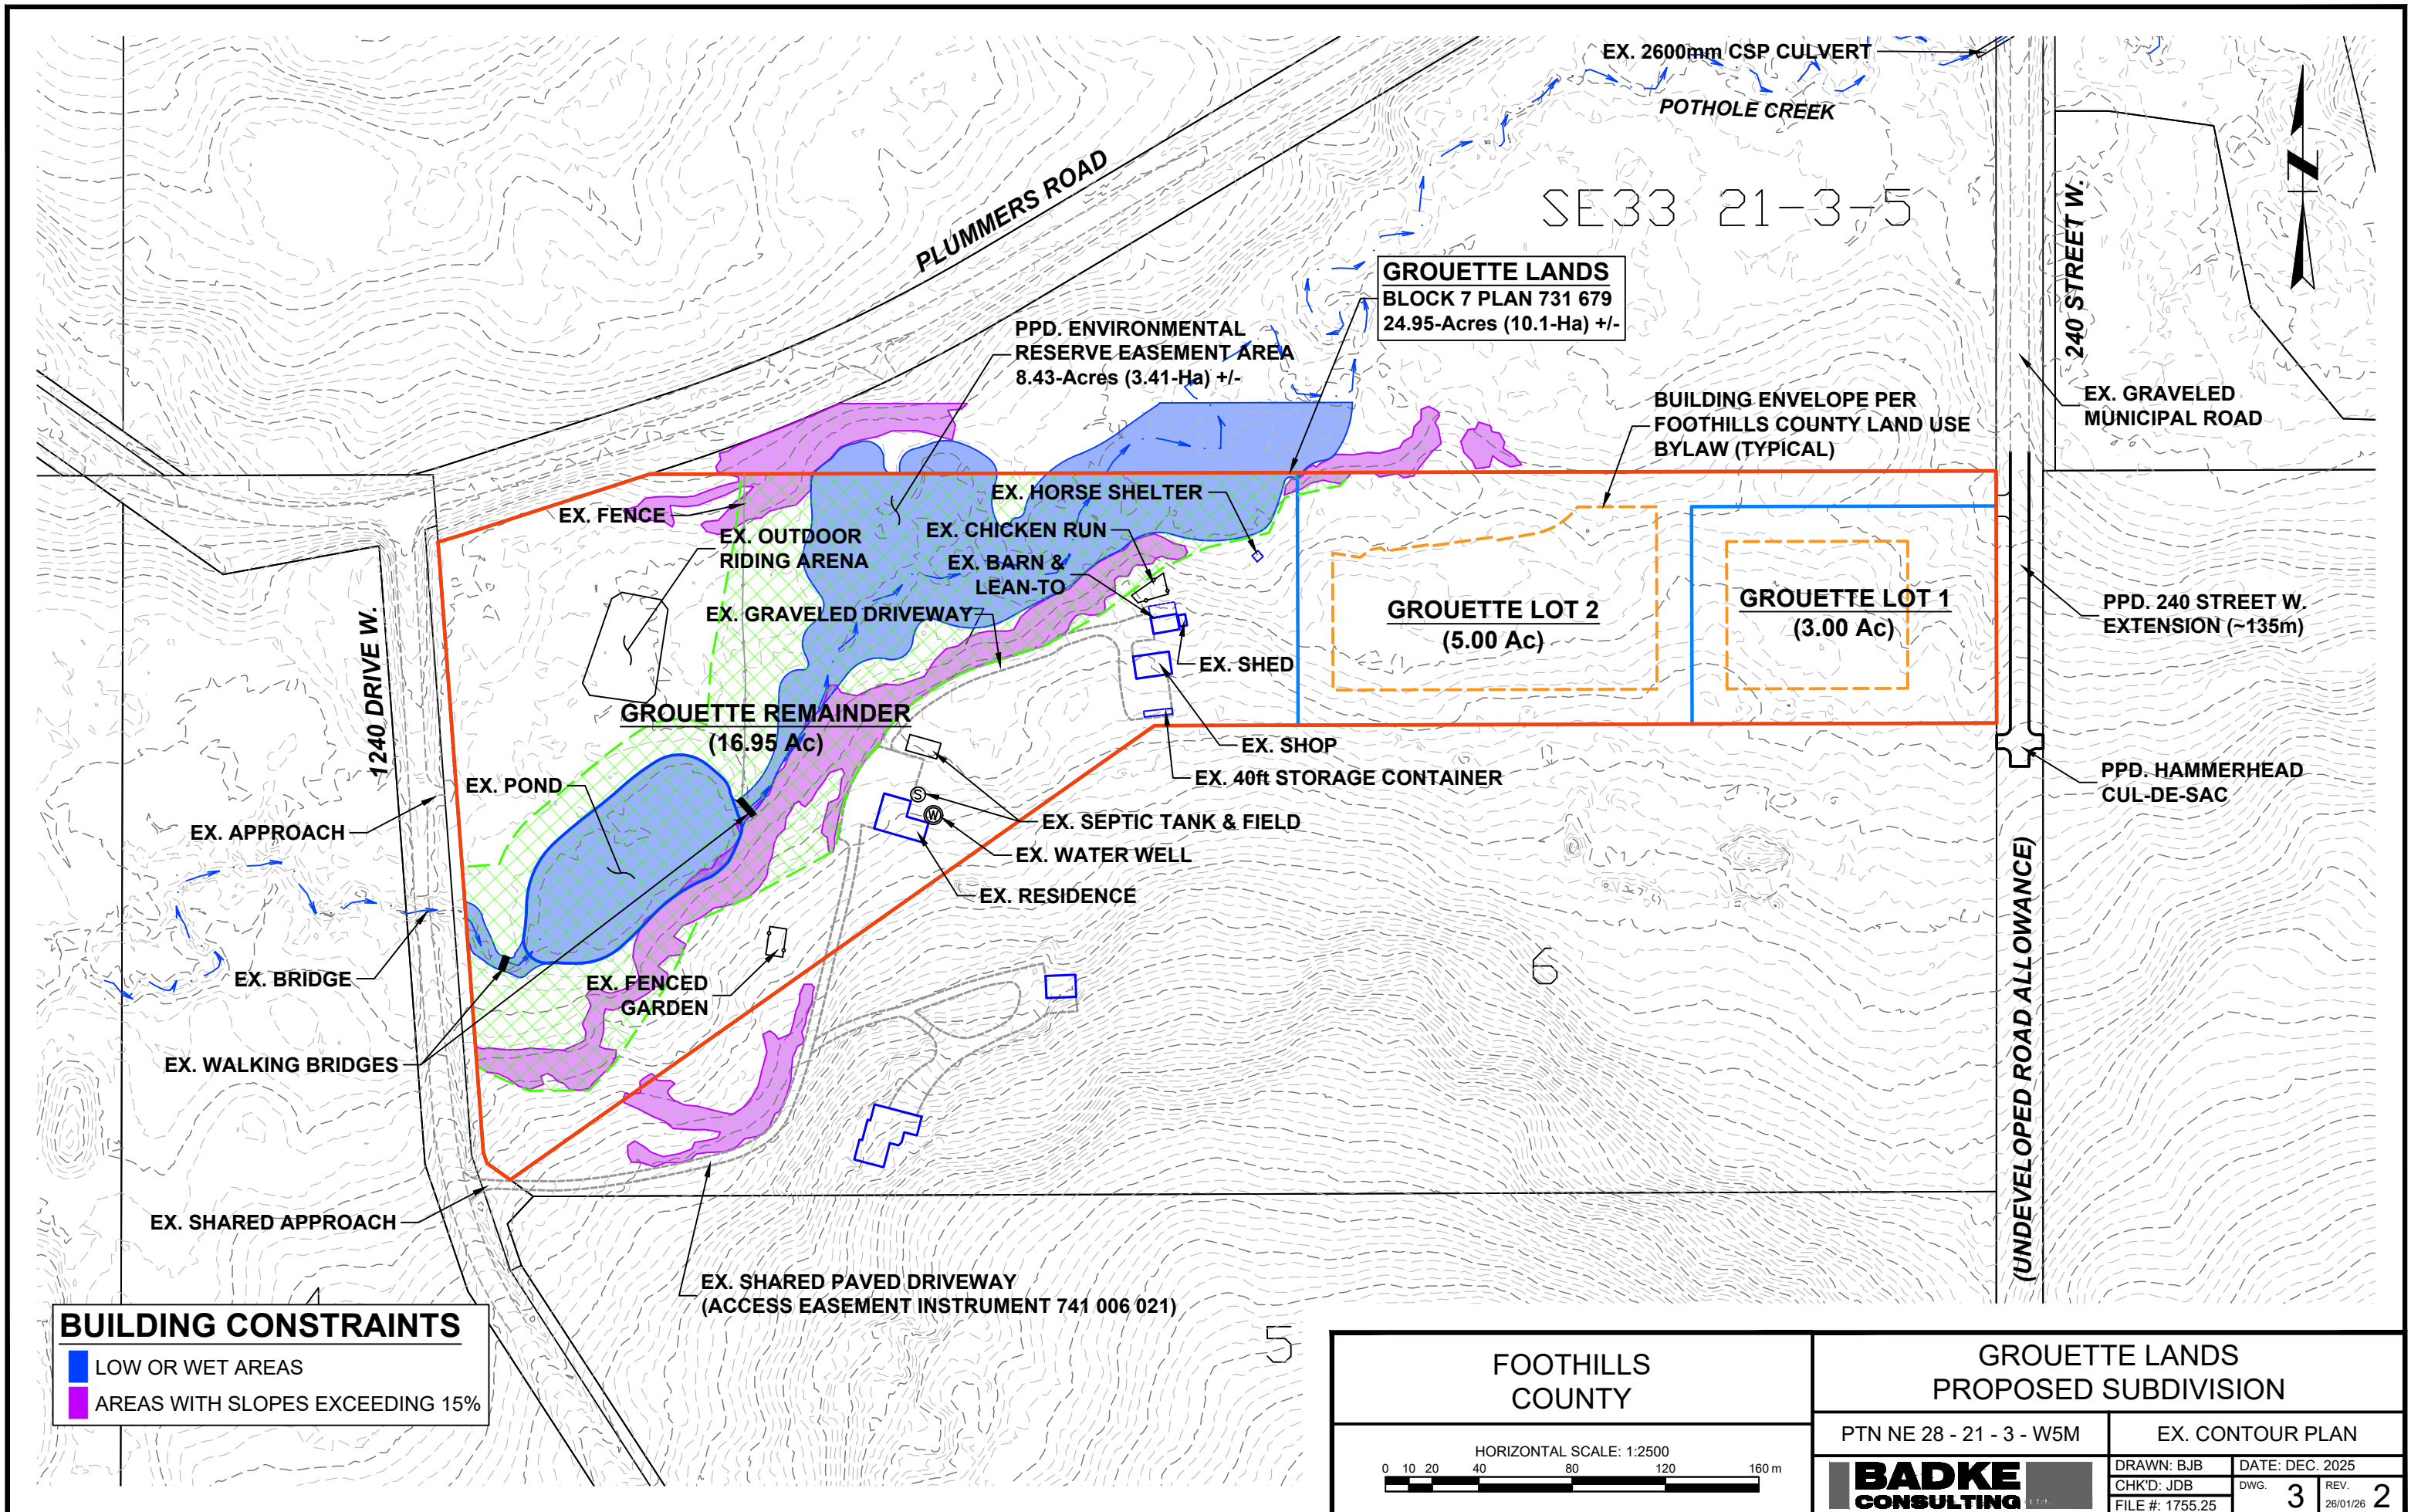 EX. 2600mm CSP CULVERT
POTHOLE CREEK
SE33 21-3-5
PLUMMERS ROAD
240 STREET W.
N
GROUETTE LANDS
BLOCK 7 PLAN 731 679
24.95-Acres (10.1-Ha) +/-
PPD. ENVIRONMENTAL
RESERVE EASEMENT AREA
8.43-Acres (3.41-Ha) +/-
BUILDING ENVELOPE PER
FOOTHILLS COUNTY LAND USE
BYLAW (TYPICAL)
EX. GRAVELED
MUNICIPAL ROAD
EX. FENCE
EX. HORSE SHELTER
EX. OUTDOOR
RIDING ARENA
EX. CHICKEN RUN
EX. BARN &
LEAN-TO
EX. GRAVELED DRIVEWAY
GROUETTE LOT 2
(5.00 Ac)
GROUETTE LOT 1
(3.00 Ac)
PPD. 240 STREET W.
EXTENSION (~135m)
EX. SHED
1240 DRIVE W.
GROUETTE REMAINDER
(16.95 Ac)
EX. SHOP
EX. 40ft STORAGE CONTAINER
PPD. HAMMERHEAD
CUL-DE-SAC
EX. POND
S
W
EX. APPROACH
EX. SEPTIC TANK & FIELD
EX. WATER WELL
EX. RESIDENCE
EX. BRIDGE
EX. FENCED
GARDEN
6
(UNDEVELOPED ROAD ALLOWANCE)
EX. WALKING BRIDGES
EX. SHARED APPROACH
EX. SHARED PAVED DRIVEWAY
(ACCESS EASEMENT INSTRUMENT 741 006 021)
5
BUILDING CONSTRAINTS
LOW OR WET AREAS
AREAS WITH SLOPES EXCEEDING 15%
FOOTHILLS
COUNTY
HORIZONTAL SCALE: 1:2500
0 10 20 40 80 120 160 m
GROUETTE LANDS
PROPOSED SUBDIVISION
PTN NE 28 - 21 - 3 - W5M
EX. CONTOUR PLAN
BADKE
CONSULTING
DRAWN: BJB
DATE: DEC. 2025
CHK'D: JDB
FILE #: 1755.25
DWG. 3
REV. 2
26/01/26